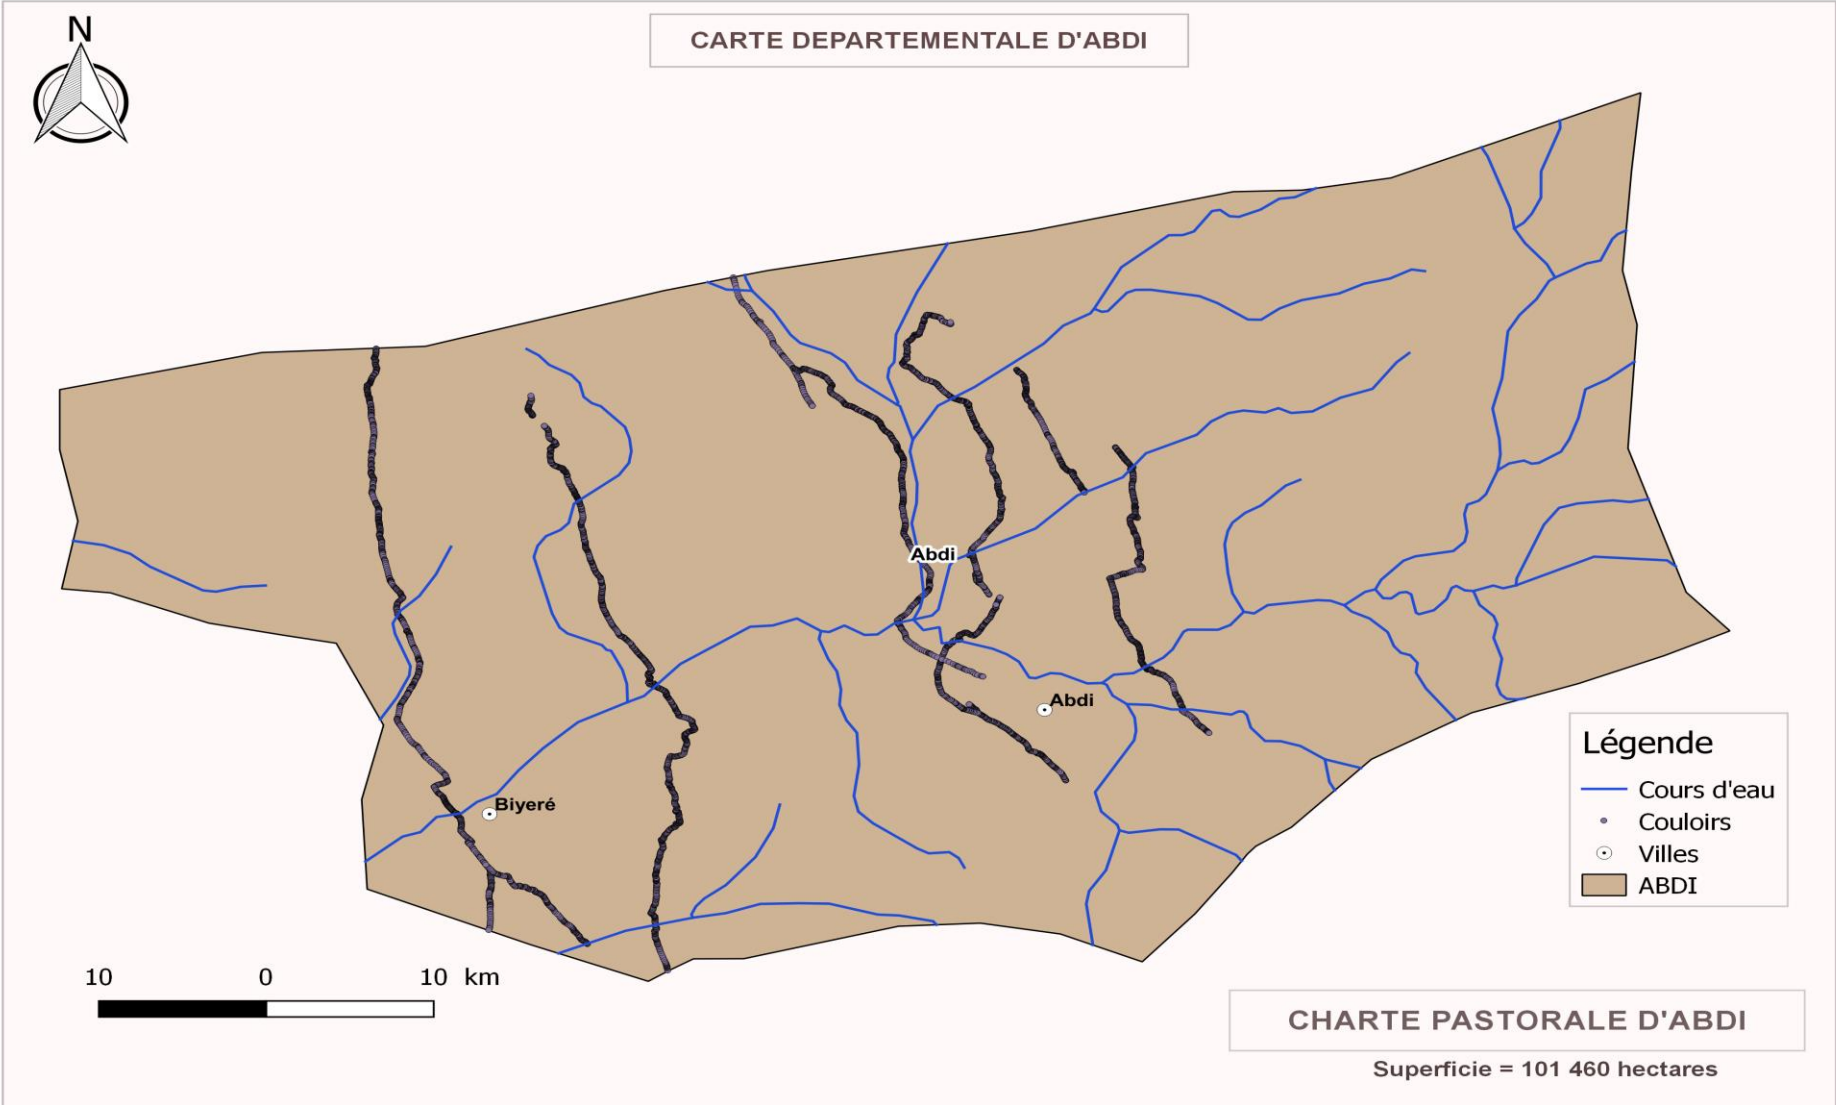 N
CARTE DEPARTEMENTALE D'ABDI
Abdi
Abdi
Biyeré
Légende
Cours d'eau
Couloirs
Villes
ABDI
10 0 10 km
CHARTE PASTORALE D'ABDI
Superficie = 101 460 hectares